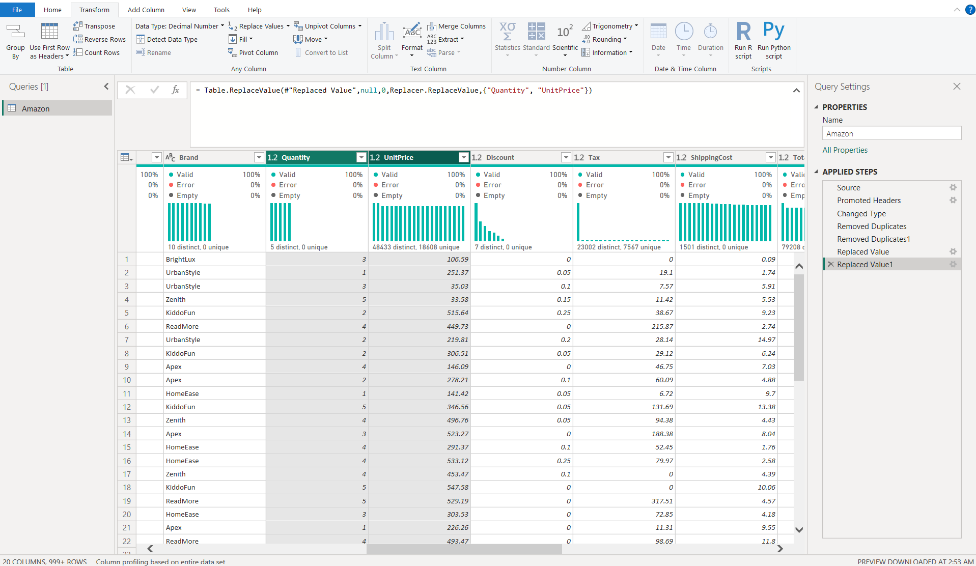 File Home Transform Add Column View Tools Help
Group By
Use First Row as Headers
Transpose
Reverse Rows
Count Rows
Table
Data Type: Decimal Number
Detect Data Type
Rename
Replace Values
Fill
Pivot Column
Unpivot Columns
Move
Convert to List
Any Column
Split Column
Format
ABC
Merge Columns
Extract
Parse
Text Column
Statistics
Standard
Scientific
Trigonometry
Rounding
Information
Number Column
Date
Time
Duration
Date & Time Column
R
Run R script
Py
Run Python script
Scripts
Queries [1]
Amazon
fx
= Table.ReplaceValue(#"Replaced Value",null,0,Replacer.ReplaceValue,{"Quantity", "UnitPrice"})
Brand 1.2 Quantity 1.2 UnitPrice 1.2 Discount 1.2 Tax 1.2 ShippingCost 1.2 Tot
100% Valid 100% Valid 100% Valid 100% Valid 100% Valid 100% Valid 100% Vali
0% Error 0% Error 0% Error 0% Error 0% Error 0% Error 0% Erro
0% Empty 0% Empty 0% Empty 0% Empty 0% Empty 0% Empty 0% Emp
10 distinct, 0 unique 5 distinct, 0 unique 48433 distinct, 18608 unique 7 distinct, 0 unique 23002 distinct, 7567 unique 1501 distinct, 0 unique 79208 d
1 BrightLux 3 106.59 0 0 0.09
2 UrbanStyle 1 251.37 0.05 19.1 1.74
3 UrbanStyle 3 35.03 0.1 7.57 5.91
4 Zenith 5 33.58 0.15 11.42 5.53
5 KiddoFun 2 515.64 0.25 38.67 9.23
6 ReadMore 4 449.73 0 215.87 2.74
7 UrbanStyle 2 219.81 0.2 28.14 14.97
8 KiddoFun 2 306.51 0.05 29.12 6.24
9 Apex 4 146.09 0 46.75 7.03
10 Apex 2 278.21 0.1 60.09 4.88
11 HomeEase 1 141.42 0.05 6.72 9.7
12 KiddoFun 5 346.56 0.05 131.69 13.38
13 Zenith 4 496.76 0.05 94.38 4.43
14 Apex 3 523.27 0 188.38 8.04
15 HomeEase 4 291.37 0.1 52.45 1.76
16 HomeEase 4 533.12 0.25 79.97 2.58
17 Zenith 4 453.47 0.1 0 4.39
18 KiddoFun 5 547.58 0 0 10.06
19 ReadMore 5 529.19 0 317.51 4.57
20 HomeEase 3 303.53 0 72.85 4.18
21 Apex 1 226.26 0 11.31 9.55
22 ReadMore 4 493.47 0 98.69 11.8
Query Settings
PROPERTIES
Name
Amazon
All Properties
APPLIED STEPS
Source
Promoted Headers
Changed Type
Removed Duplicates
Removed Duplicates1
Replaced Value
Replaced Value1
20 COLUMNS, 999+ ROWS Column profiling based on entire data set
PREVIEW DOWNLOADED AT 2:53 AM